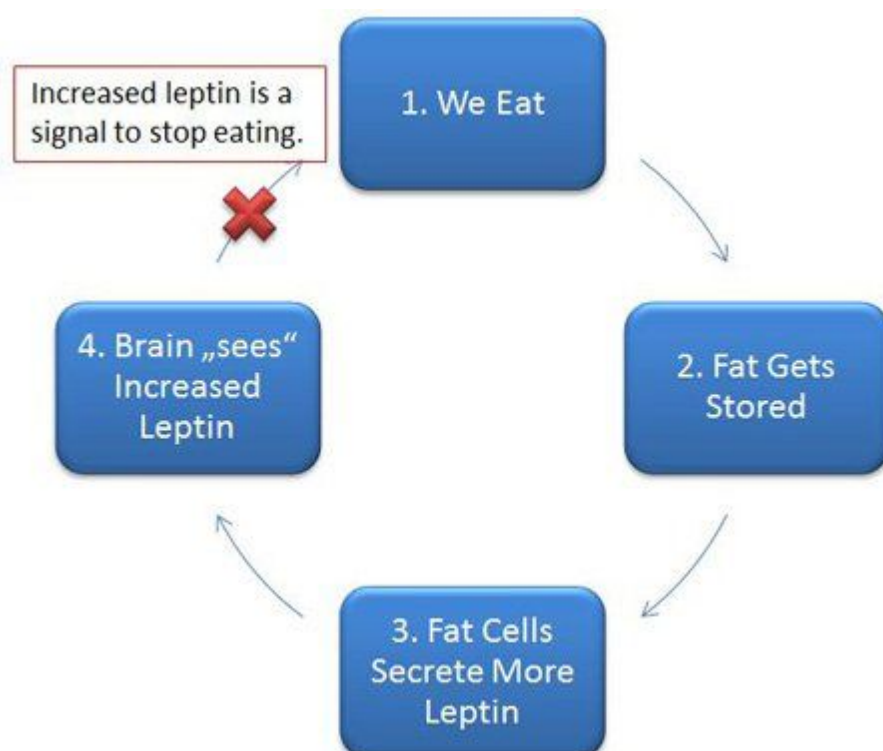 Increased leptin is a
signal to stop eating.
1. We Eat
2. Fat Gets
Stored
3. Fat Cells
Secrete More
Leptin
4. Brain „sees“
Increased
Leptin